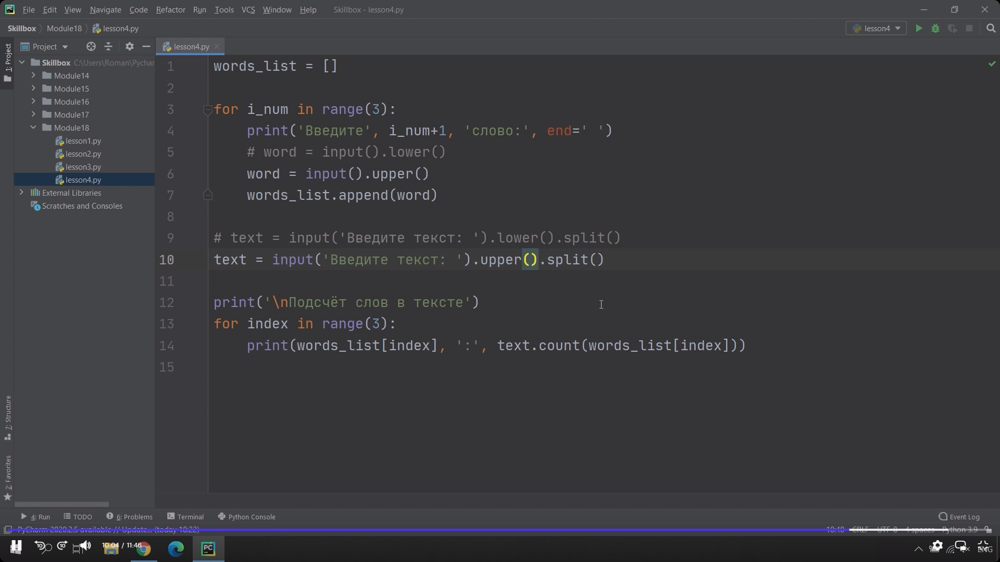 File Edit View Navigate Code Refactor Run Tools VCS Window Help Skillbox - lesson4.py
Skillbox Module18 lesson4.py lesson4
Project lesson4.py
1: Project
Skillbox C:\Users\Roman\Pychar
Module14
Module15
Module16
Module17
Module18
lesson1.py
lesson2.py
lesson3.py
lesson4.py
External Libraries
Scratches and Consoles
7: Structure
2: Favorites
1 words_list = []
2
3 for i_num in range(3):
4 print('Введите', i_num+1, 'слово:', end=' ')
5 # word = input().lower()
6 word = input().upper()
7 words_list.append(word)
8
9 # text = input('Введите текст: ').lower().split()
10 text = input('Введите текст: ').upper().split()
11
12 print('\nПодсчёт слов в тексте')
13 for index in range(3):
14 print(words_list[index], ':', text.count(words_list[index]))
15
4: Run TODO 6: Problems Terminal Python Console Event Log
PyCharm 2020.2.5 available // Update... (today 18:22) 10:40 CRLF UTF-8 4 spaces Python 3.9
10 10 10:04 / 11:46 PC ENG